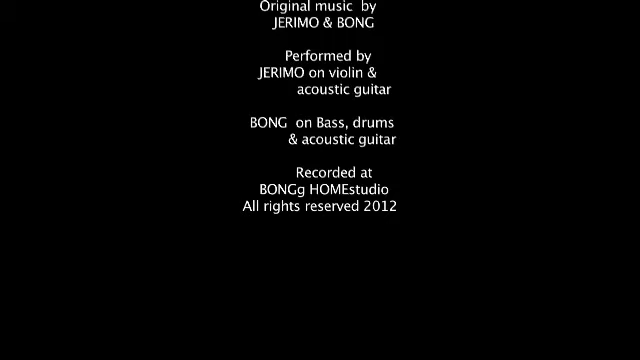 Original music by
JERIMO & BONG
Performed by
JERIMO on violin &
acoustic guitar
BONG on Bass, drums
& acoustic guitar
Recorded at
BONGg HOMEstudio
All rights reserved 2012